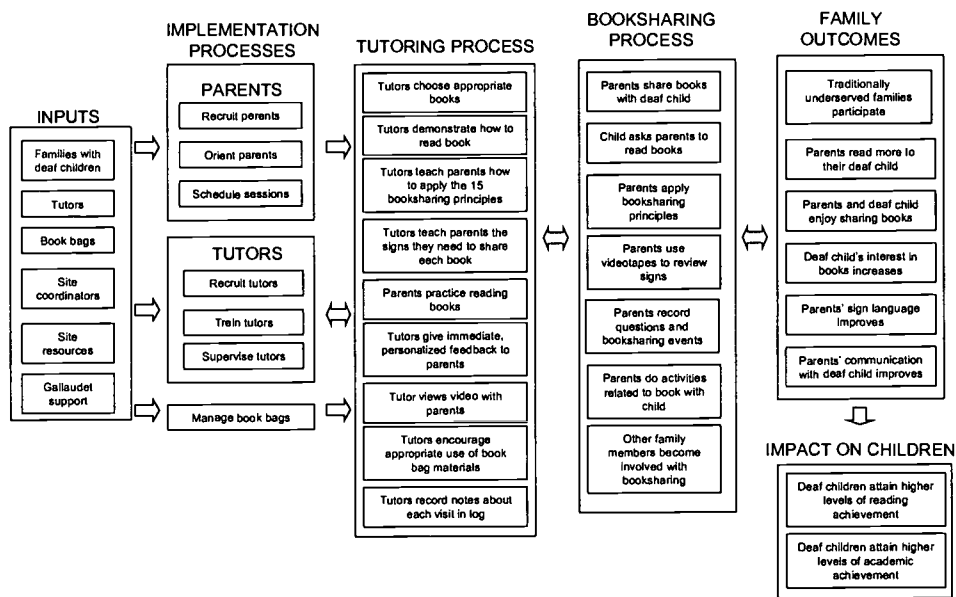 INPUTS
Families with
deaf children
Tutors
Book bags
Site
coordinators
Site
resources
Gallaudet
support
IMPLEMENTATION
PROCESSES
PARENTS
Recruit perents
Orient parents
Schedule sessions
TUTORS
Recruit tutors
Train tutors
Supervise tutors
Manage book bags
TUTORING PROCESS
Tutors choose appropriate
books
Tutors demonstrate how to
read book
Tutors teach parents how
to apply the 15
booksharing principles
Tutors teach parents the
signs they need to share
each book
Parents practice reading
books
Tutors give immediate,
personalized feedback to
parents
Tutor views video with
parents
Tutors encourage
appropriate use of book
bag materials
Tutors record notes about
each visit in log
BOOKSHARING
PROCESS
Parents share books
with deaf child
Child asks parents to
read books
Parents apply
booksharing
principles
Parents use
videotapes to review
signs
Parents record
questions and
booksharing events
Parents do activities
related to book with
child
Other family
members become
involved with
booksharing
FAMILY
OUTCOMES
Traditionally
underserved families
participate
Parents read more to
their deaf child
Parents and deaf child
enjoy sharing books
Deaf child's interest in
books increases
Parents' sign language
improves
Parents' communication
with deaf child improves
IMPACT ON CHILDREN
Deaf children attain higher
levels of reading
achievement
Deaf children attain higher
levels of academic
achievement